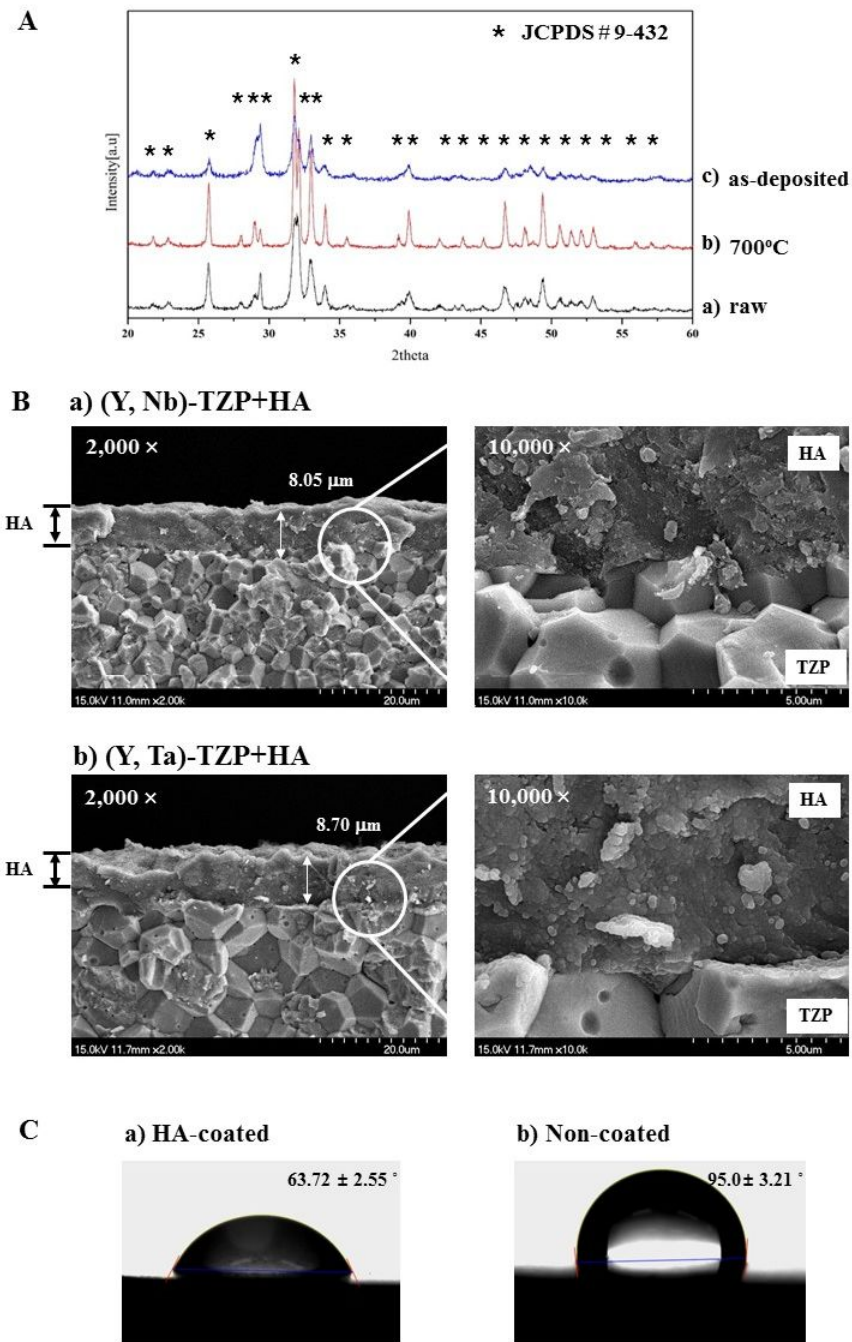 A
* JCPDS # 9-432
Intensity[a.u]
c) as-deposited
b) 700°C
a) raw
20 25 30 35 40 45 50 55 60
2theta
B
a) (Y, Nb)-TZP+HA
2,000 ×
8.05 μm
HA
15.0kV 11.0mm x2.00k 20.0um
10,000 ×
HA
TZP
15.0kV 11.0mm x10.0k 5.00um
b) (Y, Ta)-TZP+HA
2,000 ×
8.70 μm
HA
15.0kV 11.7mm x2.00k 20.0um
10,000 ×
HA
TZP
15.0kV 11.7mm x10.0k 5.00um
C
a) HA-coated
63.72 ± 2.55 °
b) Non-coated
95.0± 3.21 °